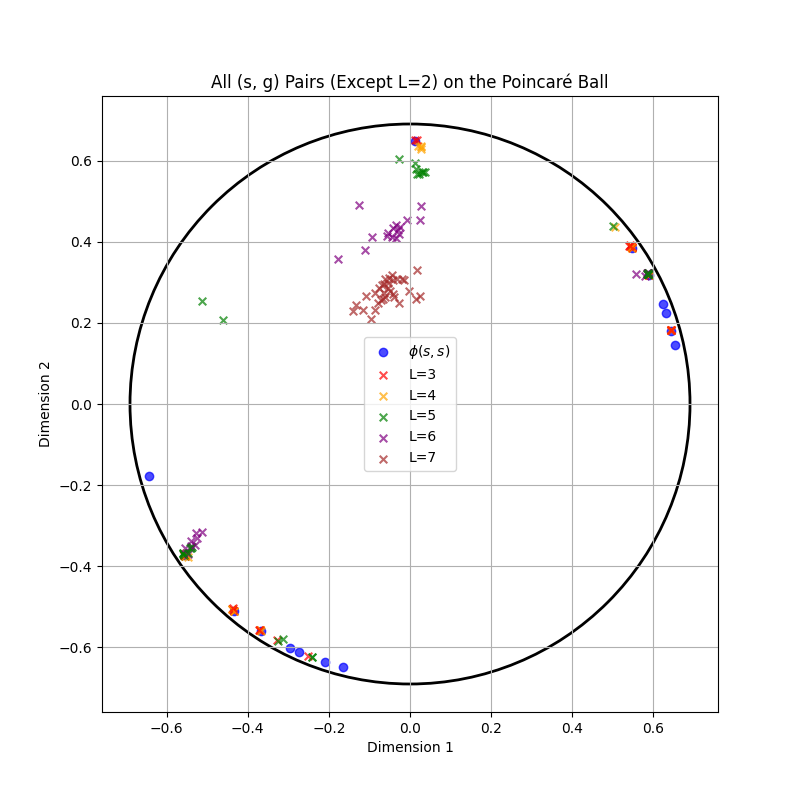 All (s, g) Pairs (Except L=2) on the Poincaré Ball
Dimension 2
0.6
0.4
0.2
0.0
−0.2
−0.4
−0.6
ϕ(s, s)
L=3
L=4
L=5
L=6
L=7
−0.6 −0.4 −0.2 0.0 0.2 0.4 0.6
Dimension 1